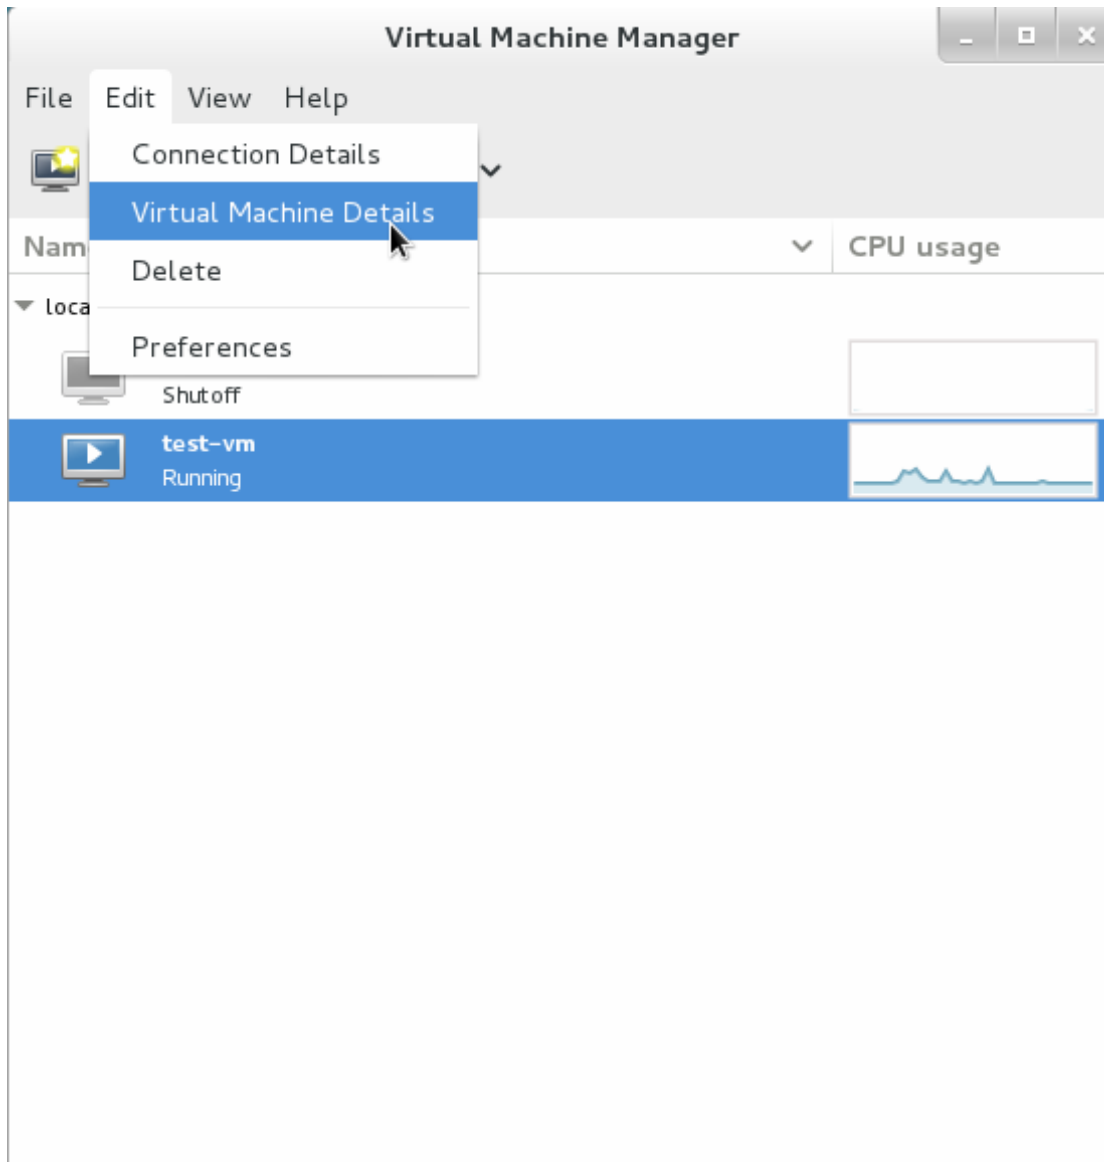 Virtual Machine Manager
File Edit View Help
Connection Details
Virtual Machine Details
Delete
Preferences
Nam CPU usage
loca
Shutoff
test-vm
Running